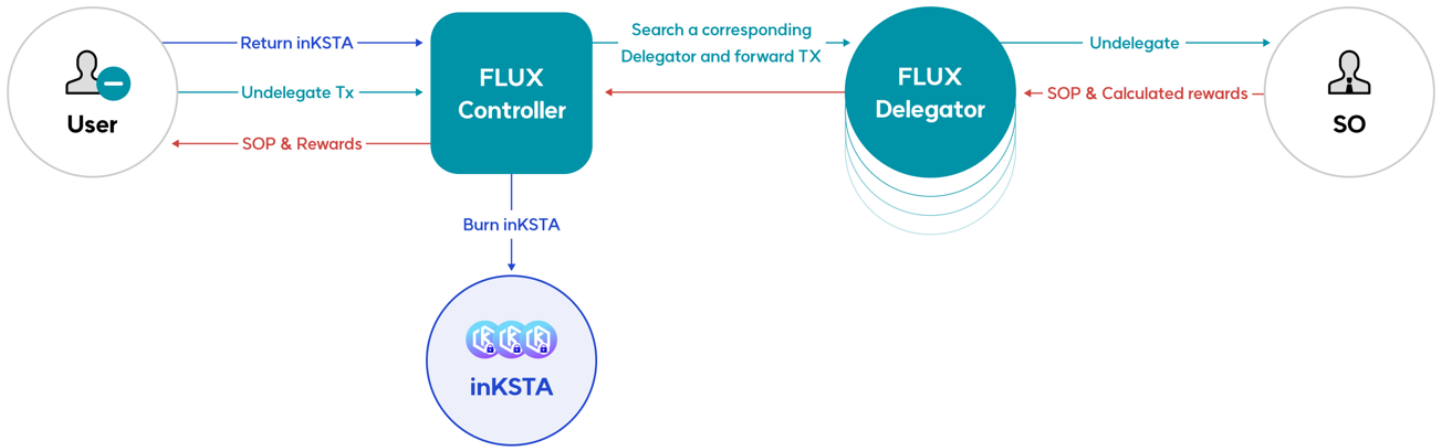 Return inKSTA
Undelegate Tx
SOP & Rewards
User
FLUX
Controller
Search a corresponding
Delegator and forward TX
FLUX
Delegator
Undelegate
SOP & Calculated rewards
SO
Burn inKSTA
inKSTA